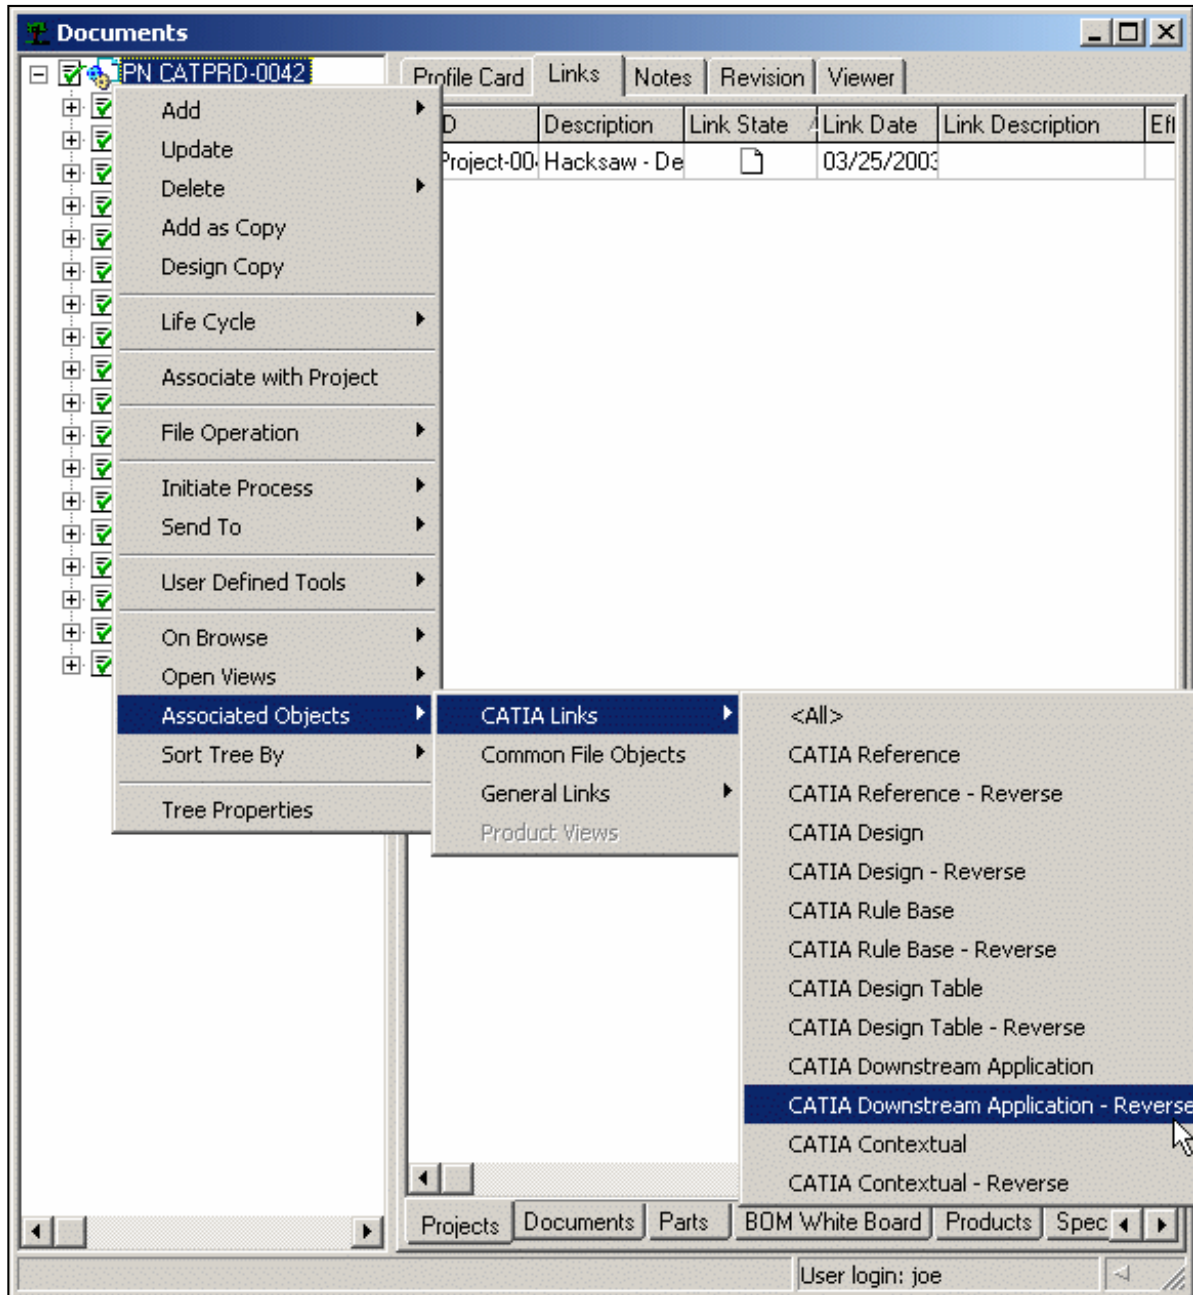 Documents
PN CATPRD-0042
Profile Card Links Notes Revision Viewer
D Description Link State Link Date Link Description Eff
Project-00 Hacksaw - De 03/25/2003
Add
Update
Delete
Add as Copy
Design Copy
Life Cycle
Associate with Project
File Operation
Initiate Process
Send To
User Defined Tools
On Browse
Open Views
Associated Objects
Sort Tree By
Tree Properties
CATIA Links
Common File Objects
General Links
Product Views
<All>
CATIA Reference
CATIA Reference - Reverse
CATIA Design
CATIA Design - Reverse
CATIA Rule Base
CATIA Rule Base - Reverse
CATIA Design Table
CATIA Design Table - Reverse
CATIA Downstream Application
CATIA Downstream Application - Reverse
CATIA Contextual
CATIA Contextual - Reverse
Projects Documents Parts BOM White Board Products Spec
User login: joe